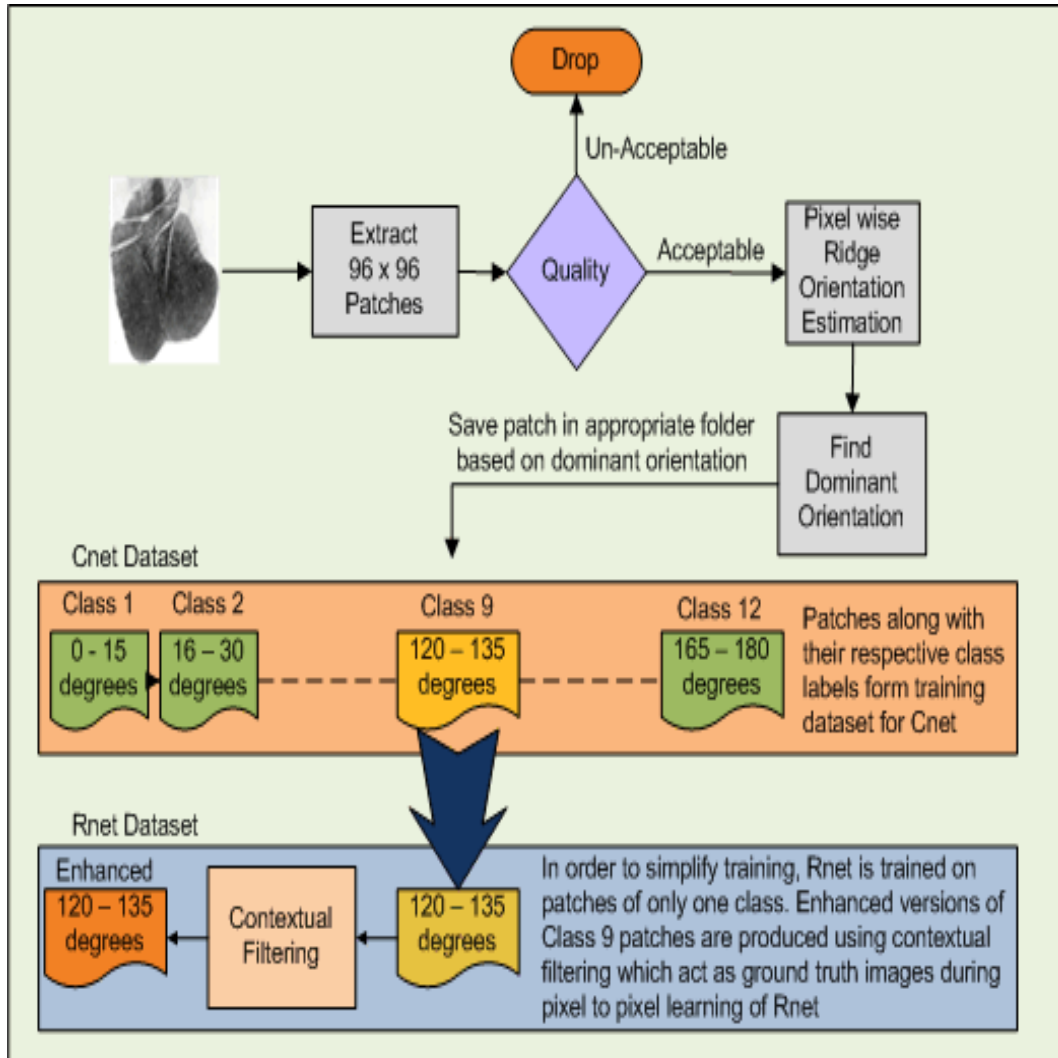 Drop
Un-Acceptable
Extract
96 x 96
Patches
Quality
Acceptable
Pixel wise
Ridge
Orientation
Estimation
Save patch in appropriate folder
based on dominant orientation
Find
Dominant
Orientation
Cnet Dataset
Class 1
0 - 15
degrees
Class 2
16 – 30
degrees
Class 9
120 – 135
degrees
Class 12
165 – 180
degrees
Patches along with
their respective class
labels form training
dataset for Cnet
Rnet Dataset
Enhanced
120 – 135
degrees
Contextual
Filtering
120 – 135
degrees
In order to simplify training, Rnet is trained on
patches of only one class. Enhanced versions of
Class 9 patches are produced using contextual
filtering which act as ground truth images during
pixel to pixel learning of Rnet